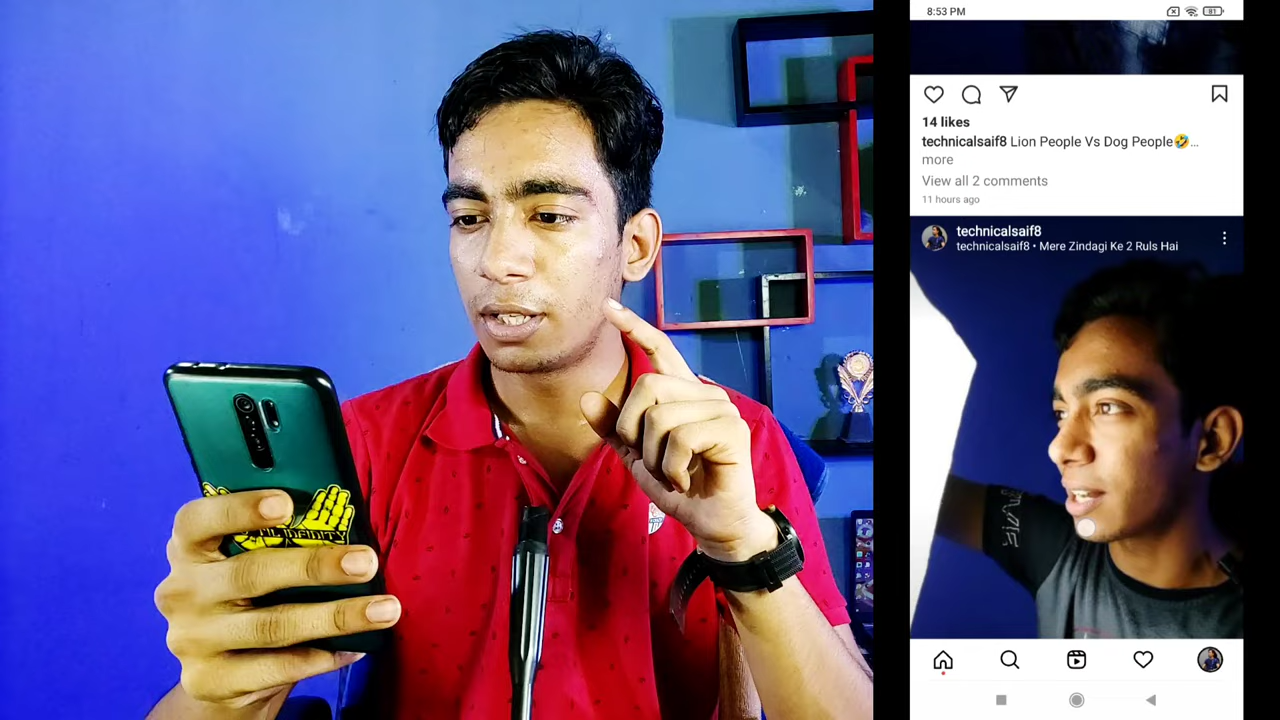 8:53 PM
81
14 likes
technicalsaif8 Lion People Vs Dog People🤣...
more
View all 2 comments
11 hours ago
technicalsaif8
technicalsaif8 • Mere Zindagi Ke 2 Ruls Hai